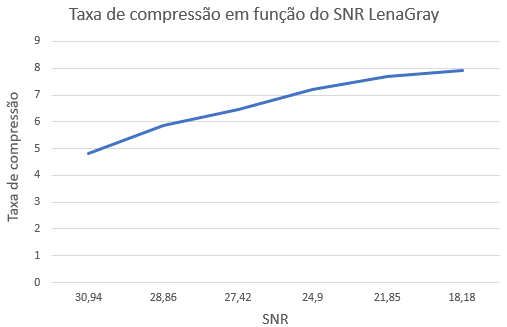 Taxa de compressão em função do SNR LenaGray
9
8
7
6
5
4
3
2
1
0
Taxa de compressão
30,94 28,86 27,42 24,9 21,85 18,18
SNR